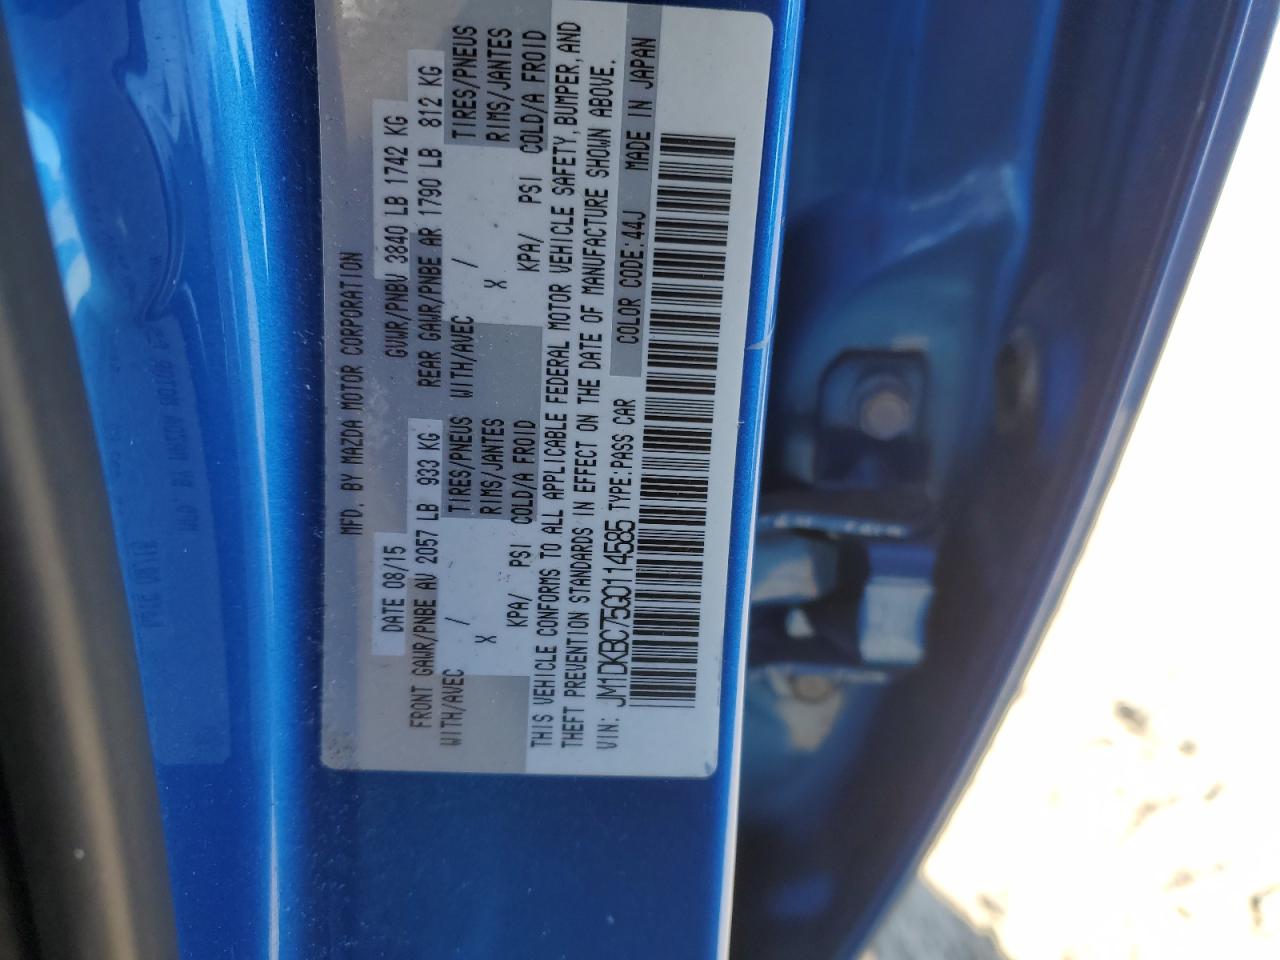 MFD. BY MAZDA MOTOR CORPORATION
DATE 08/15 GVWR/PNBV 3840 LB 1742 KG
FRONT GAWR/PNBE AV 2057 LB 933 KG REAR GAWR/PNBE AR 1790 LB 812 KG
WITH/AVEC / TIRES/PNEUS WITH/AVEC / TIRES/PNEUS
X RIMS/JANTES X RIMS/JANTES
KPA/ PSI COLD/A FROID KPA/ PSI COLD/A FROID
THIS VEHICLE CONFORMS TO ALL APPLICABLE FEDERAL MOTOR VEHICLE SAFETY, BUMPER, AND
THEFT PREVENTION STANDARDS IN EFFECT ON THE DATE OF MANUFACTURE SHOWN ABOVE.
VIN: JM1DKBC75G0114585 TYPE:PASS CAR COLOR CODE:44J MADE IN JAPAN